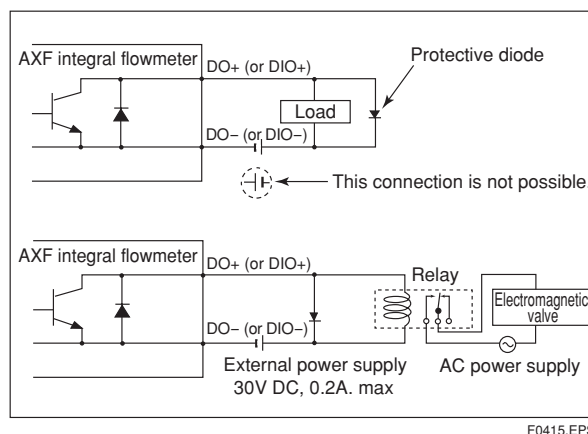 AXF integral flowmeter
DO+ (or DIO+)
Protective diode
Load
DO– (or DIO–)
This connection is not possible.
AXF integral flowmeter
DO+ (or DIO+)
Relay
Electromagnetic
valve
DO– (or DIO–)
External power supply
30V DC, 0.2A. max
AC power supply